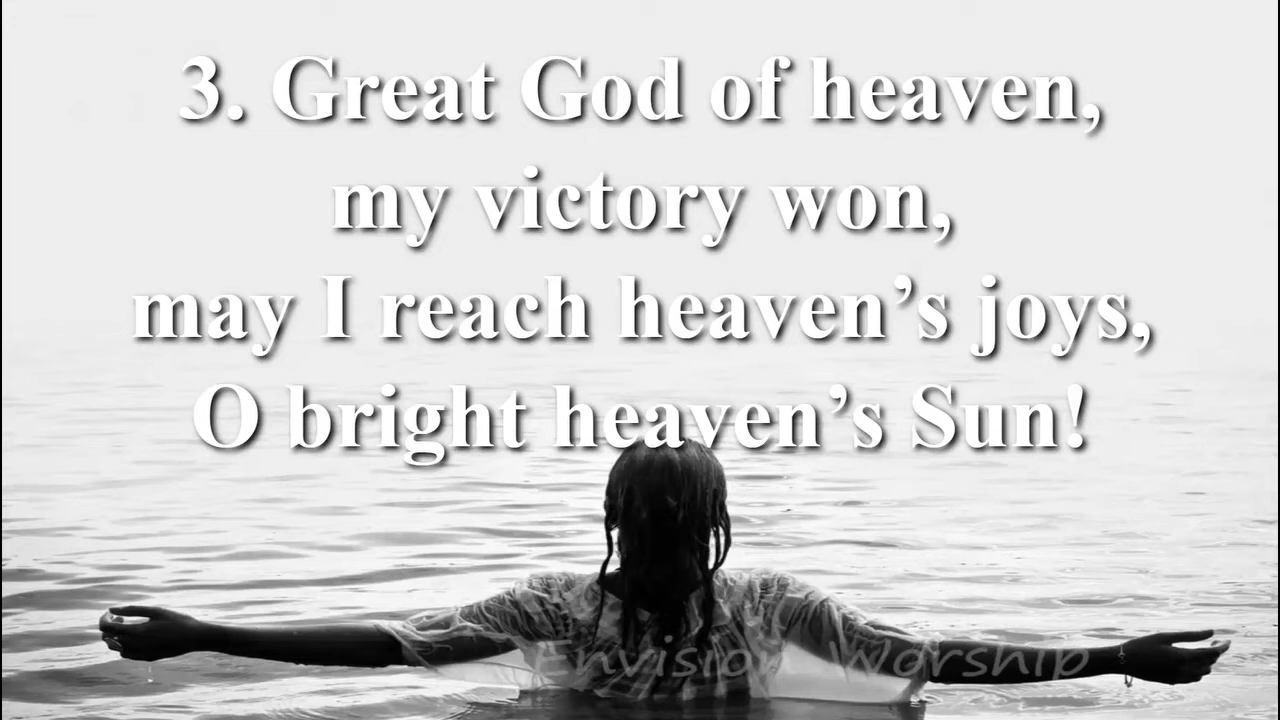 3. Great God of heaven,
my victory won,
may I reach heaven’s joys,
O bright heaven’s Sun!
Envision Worship